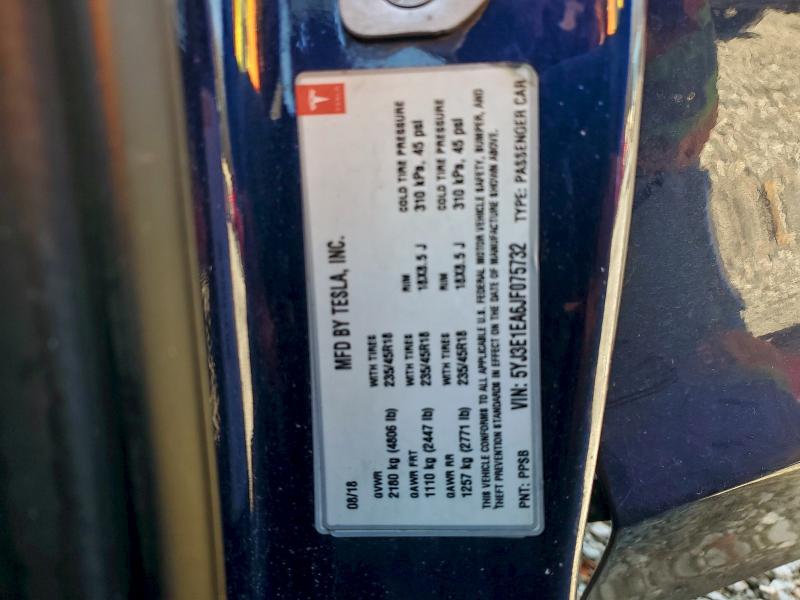 TESLA
MFD BY TESLA, INC.
08/18
GVWR WITH TIRES RIM COLD TIRE PRESSURE
2180 kg (4806 lb) 235/45R18 310 kPa, 45 psi
GAWR FRT WITH TIRES RIM COLD TIRE PRESSURE
1110 kg (2447 lb) 235/45R18 18X8.5 J 310 kPa, 45 psi
GAWR RR WITH TIRES RIM
1257 kg (2771 lb) 235/45R18 18X8.5 J
THIS VEHICLE CONFORMS TO ALL APPLICABLE U.S. FEDERAL MOTOR VEHICLE SAFETY, BUMPER, AND
THEFT PREVENTION STANDARDS IN EFFECT ON THE DATE OF MANUFACTURE SHOWN ABOVE.
PNT: PPSB VIN: 5YJ3E1EA6JF075732 TYPE: PASSENGER CAR